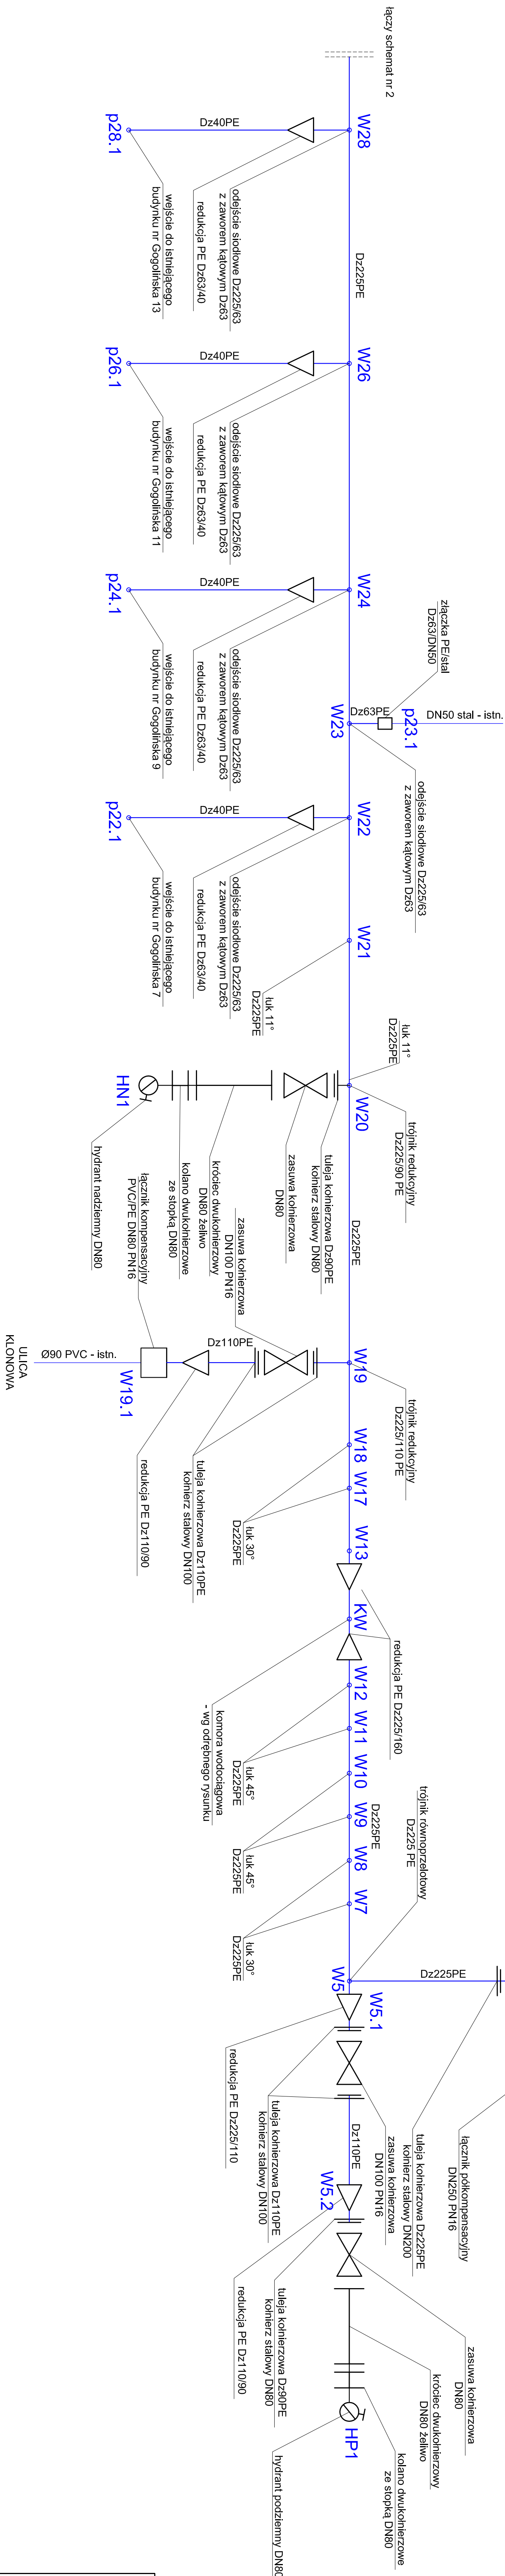 łączy schemat nr 2
W28
Dz40PE
p28.1
odejście siodłowe Dz225/63
z zaworem kątowym Dz63
redukcja PE Dz63/40
wejście do istniejącego
budynku nr Gogolińska 13
Dz225PE
W26
Dz40PE
p26.1
odejście siodłowe Dz225/63
z zaworem kątowym Dz63
redukcja PE Dz63/40
wejście do istniejącego
budynku nr Gogolińska 11
W24
Dz40PE
p24.1
odejście siodłowe Dz225/63
z zaworem kątowym Dz63
redukcja PE Dz63/40
wejście do istniejącego
budynku nr Gogolińska 9
złączka PE/stal
Dz63/DN50
Dz63PE
p23.1
DN50 stal - istn.
W23
odejście siodłowe Dz225/63
z zaworem kątowym Dz63
W22
Dz40PE
p22.1
odejście siodłowe Dz225/63
z zaworem kątowym Dz63
redukcja PE Dz63/40
wejście do istniejącego
budynku nr Gogolińska 7
W21
łuk 11°
Dz225PE
łuk 11°
Dz225PE
W20
trójnik redukcyjny
Dz225/90 PE
HN1
tuleja kołnierzowa Dz90PE
kołnierz stalowy DN80
zasuwa kołnierzowa
DN80
króciec dwukołnierzowy
DN80 żeliwo
kolano dwukołnierzowe
ze stopką DN80
hydrant nadziemny DN80
Dz225PE
W19
trójnik redukcyjny
Dz225/110 PE
zasuwa kołnierzowa
DN100 PN16
Dz110PE
łącznik kompensacyjny
PVC/PE DN80 PN16
W19.1
Ø90 PVC - istn.
ULICA
KLONOWA
tuleja kołnierzowa Dz110PE
kołnierz stalowy DN100
redukcja PE Dz110/90
W18
W17
łuk 30°
Dz225PE
W13
KW
redukcja PE Dz225/160
komora wodociągowa
- wg odrębnego rysunku
W12
W11
łuk 45°
Dz225PE
W10
W9
łuk 45°
Dz225PE
Dz225PE
W8
W7
łuk 30°
Dz225PE
trójnik równoprzelotowy
Dz225 PE
W5
Dz225PE
W5.1
redukcja PE Dz225/110
tuleja kołnierzowa Dz110PE
kołnierz stalowy DN100
zasuwa kołnierzowa
DN100 PN16
tuleja kołnierzowa Dz225PE
kołnierz stalowy DN200
łącznik półkompensacyjny
DN250 PN16
Dz110PE
W5.2
redukcja PE Dz110/90
tuleja kołnierzowa Dz90PE
kołnierz stalowy DN80
zasuwa kołnierzowa
DN80
króciec dwukołnierzowy
DN80 żeliwo
kolano dwukołnierzowe
ze stopką DN80
HP1
hydrant podziemny DN80